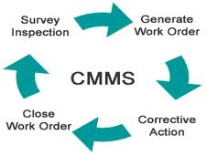 Survey
Inspection
Generate
Work Order
CMMS
Close
Work Order
Corrective
Action